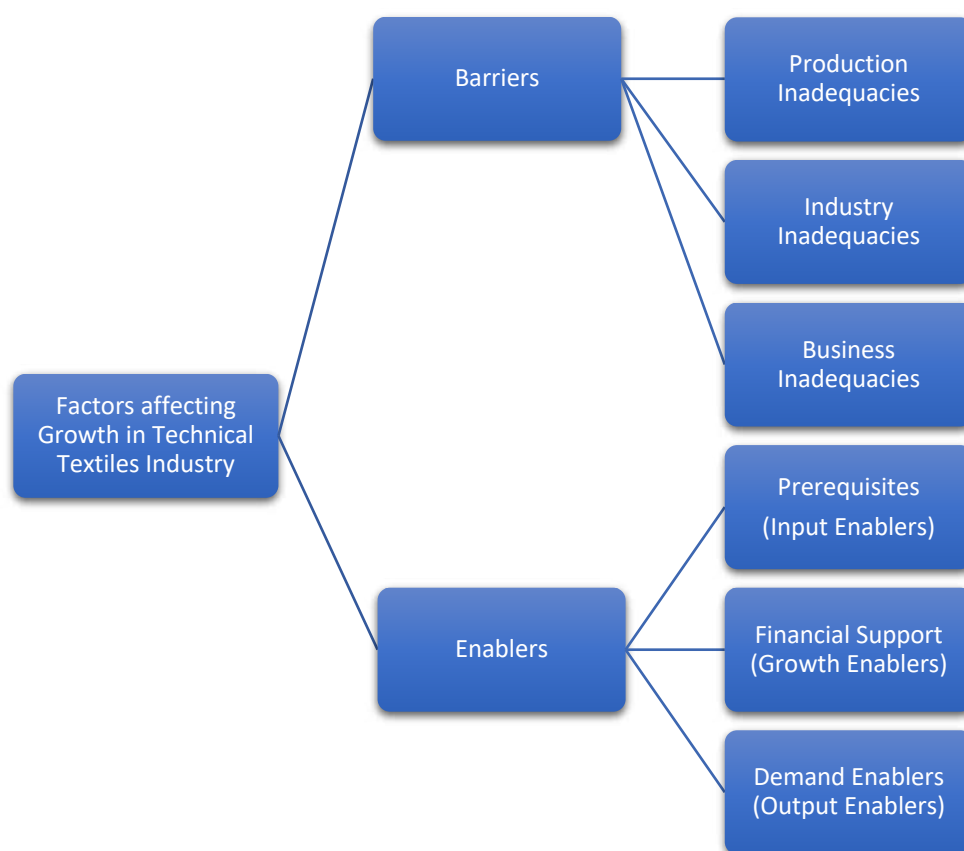 Barriers
Production
Inadequacies
Industry
Inadequacies
Business
Inadequacies
Factors affecting
Growth in Technical
Textiles Industry
Prerequisites
(Input Enablers)
Enablers
Financial Support
(Growth Enablers)
Demand Enablers
(Output Enablers)